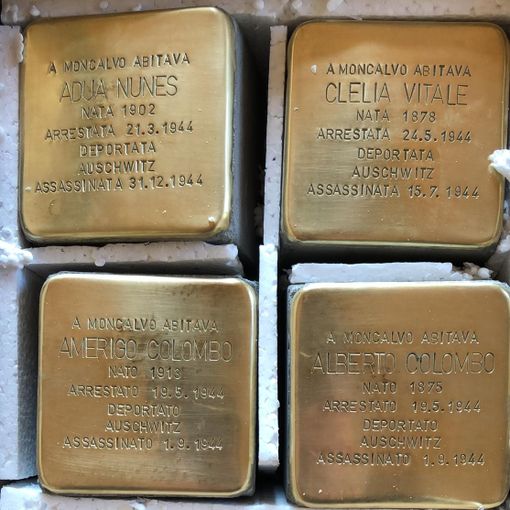 A MONCALVO ABITAVA
ADUA NUNES
NATA 1902
ARRESTATA 21.3.1944
DEPORTATA
AUSCHWITZ
ASSASSINATA 31.12.1944
A MONCALVO ABITAVA
CLELIA VITALE
NATA 1878
ARRESTATA 24.5.1944
DEPORTATA
AUSCHWITZ
ASSASSINATA 15.7.1944
A MONCALVO ABITAVA
AMERIGO COLOMBO
NATO 1913
ARRESTATO 19.5.1944
DEPORTATO
AUSCHWITZ
ASSASSINATO 1.9.1944
A MONCALVO ABITAVA
ALBERTO COLOMBO
NATO 1875
ARRESTATO 19.5.1944
DEPORTATO
AUSCHWITZ
ASSASSINATO 1.9.1944